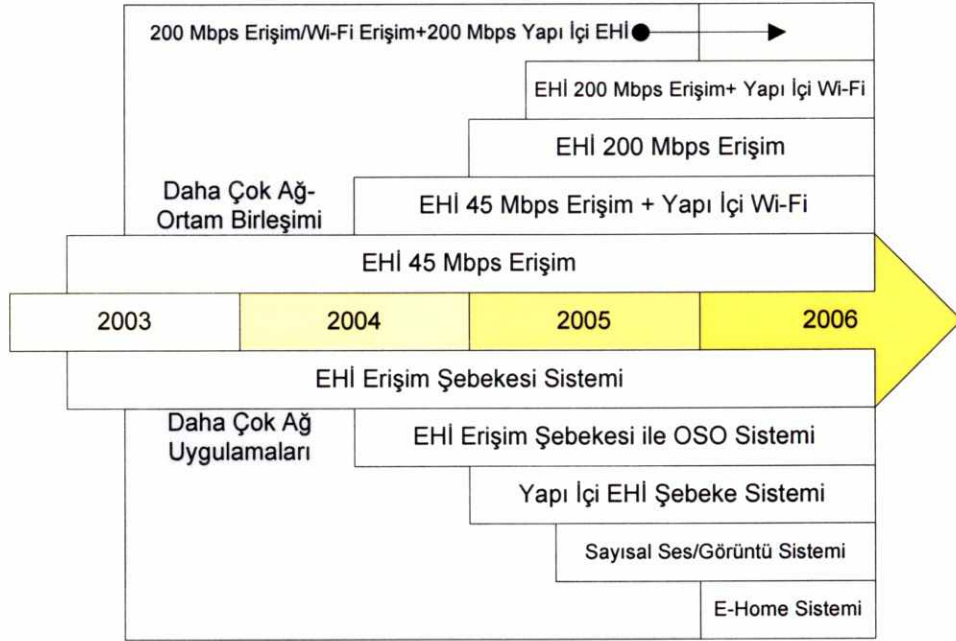 200 Mbps Erişim/Wi-Fi Erişim+200 Mbps Yapı İçi EHİ
EHİ 200 Mbps Erişim+ Yapı İçi Wi-Fi
EHİ 200 Mbps Erişim
Daha Çok Ağ-
Ortam Birleşimi
EHİ 45 Mbps Erişim + Yapı İçi Wi-Fi
EHİ 45 Mbps Erişim
2003
2004
2005
2006
EHİ Erişim Şebekesi Sistemi
Daha Çok Ağ
Uygulamaları
EHİ Erişim Şebekesi ile OSO Sistemi
Yapı İçi EHİ Şebeke Sistemi
Sayısal Ses/Görüntü Sistemi
E-Home Sistemi